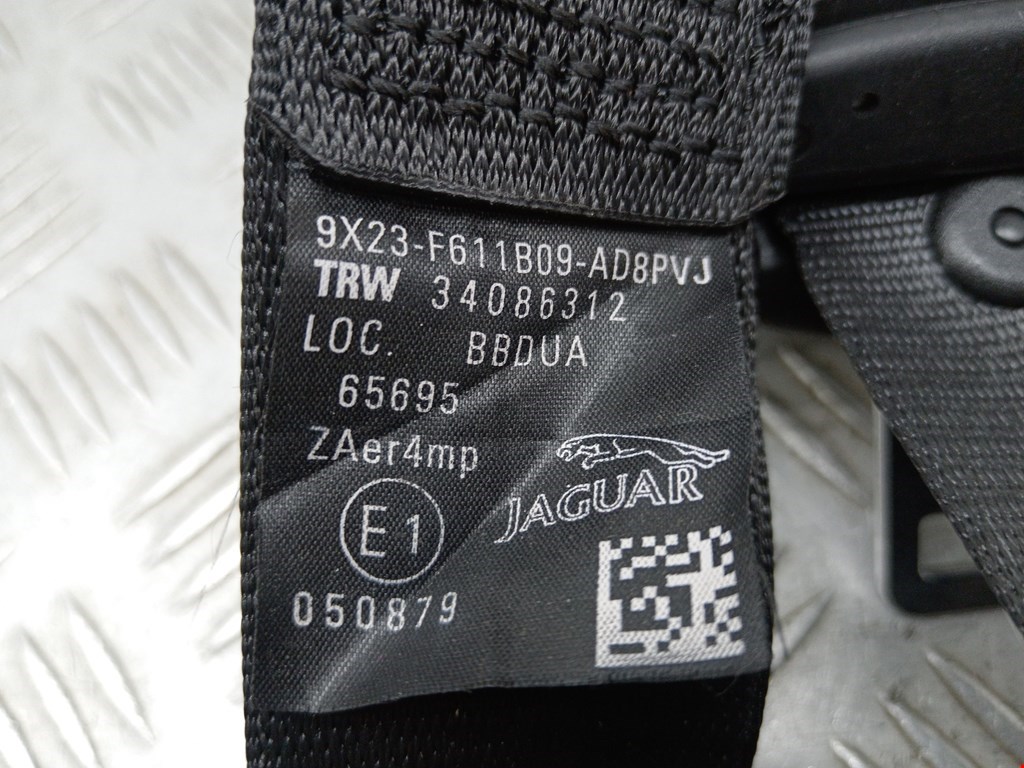 9X23-F611B09-AD8PVJ
TRW 34086312
LOC. BBDUA
65695
ZAer4mp
JAGUAR
E1
050879